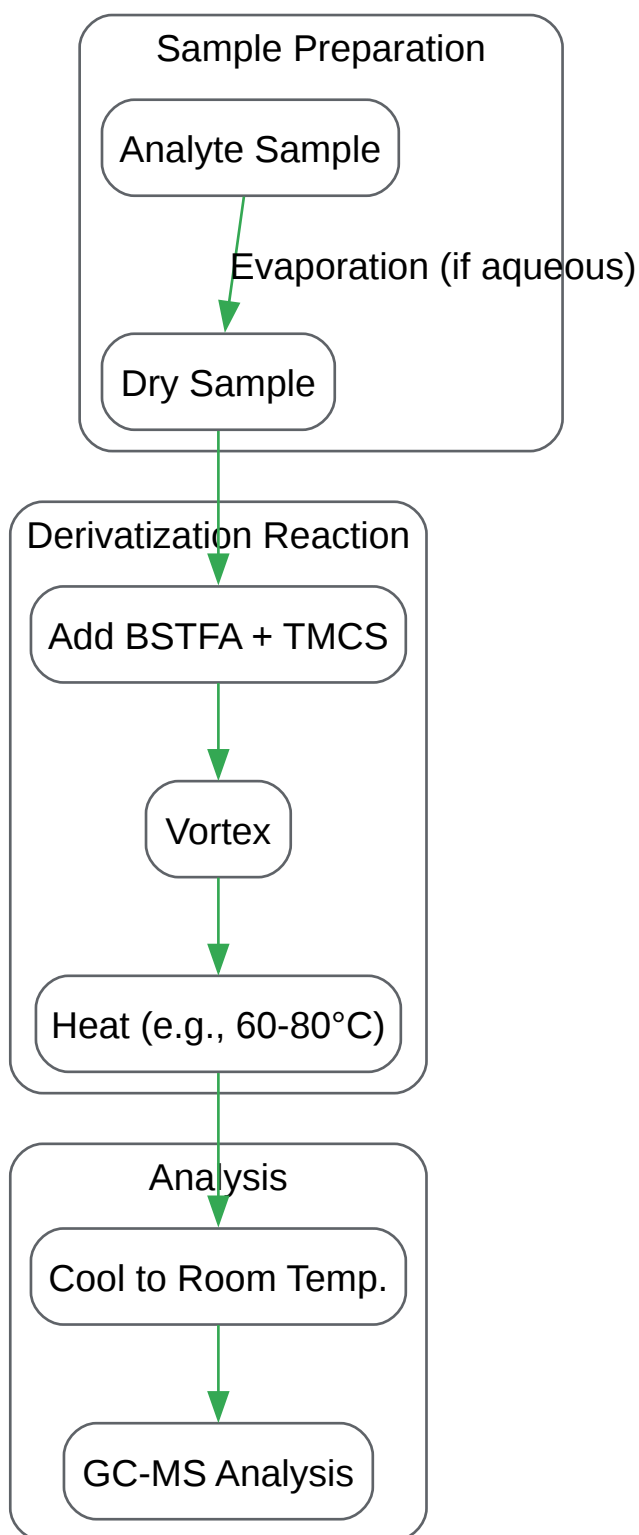 Sample Preparation
Analyte Sample
Evaporation (if aqueous)
Dry Sample
Derivatization Reaction
Add BSTFA + TMCS
Vortex
Heat (e.g., 60-80°C)
Analysis
Cool to Room Temp.
GC-MS Analysis